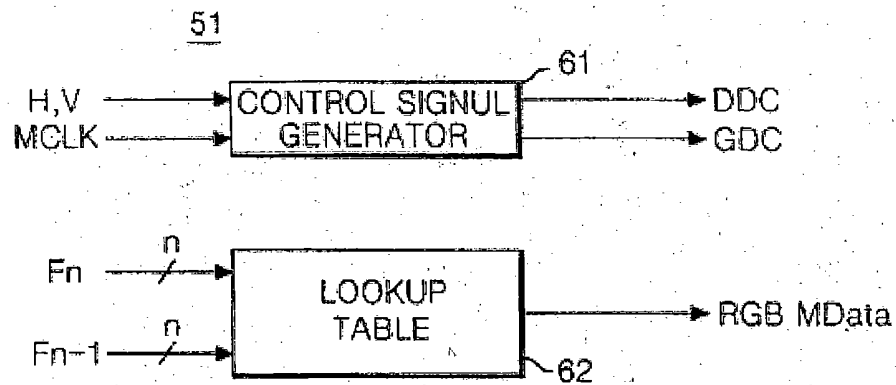 51
61
H,V
CONTROL SIGNUL
DDC
MCLK
GENERATOR
GDC
n
Fn
LOOKUP
TABLE
RGB MData
n
Fn-1
62